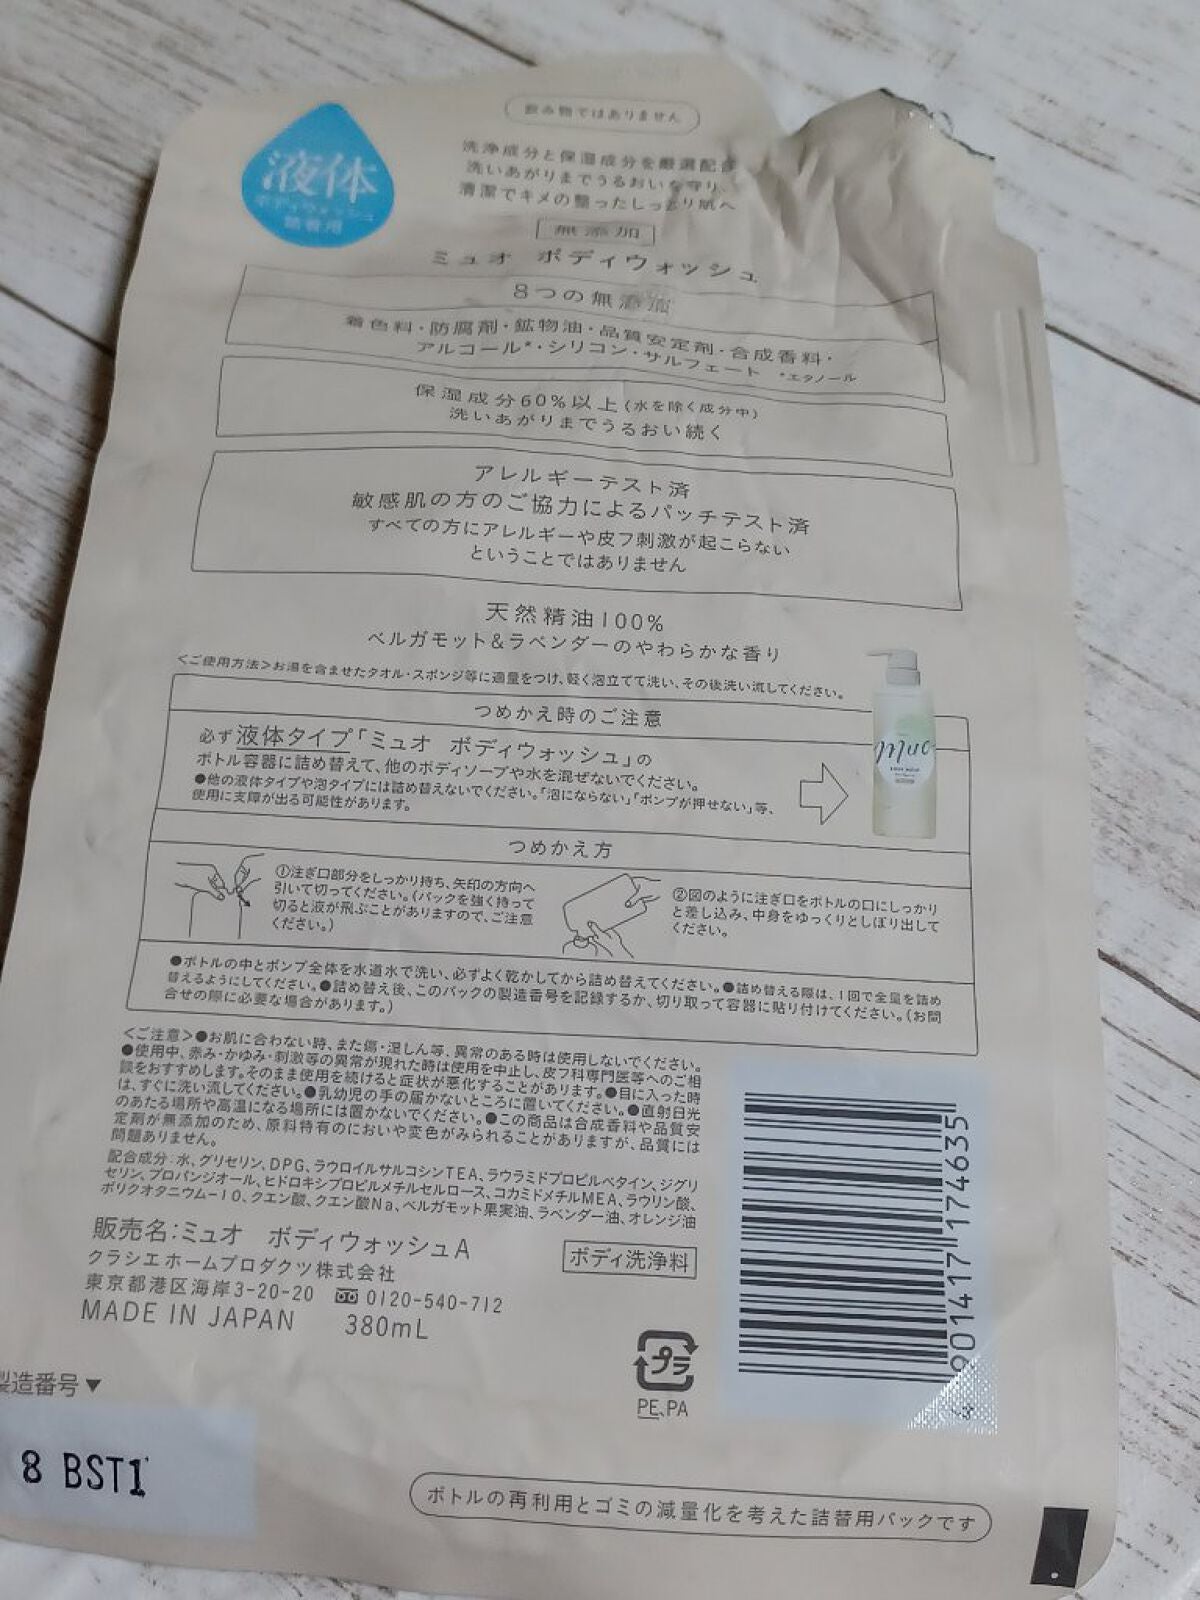 飲み物ではありません
液体
ボディウォッシュ
詰替用
洗浄成分と保湿成分を厳選配合
洗いあがりまでうるおいを守り、
清潔でキメの整ったしっとり肌へ
無添加
ミュオ ボディウォッシュ
8つの無添加
着色料・防腐剤・鉱物油・品質安定剤・合成香料・
アルコール*・シリコン・サルフェート *エタノール
保湿成分60%以上(水を除く成分中)
洗いあがりまでうるおい続く
アレルギーテスト済
敏感肌の方のご協力によるパッチテスト済
すべての方にアレルギーや皮フ刺激が起こらない
ということではありません
天然精油100%
ベルガモット&ラベンダーのやわらかな香り
<ご使用方法>お湯を含ませたタオル・スポンジ等に適量をつけ、軽く泡立てて洗い、その後洗い流してください。
つめかえ時のご注意
必ず液体タイプ「ミュオ ボディウォッシュ」の
ボトル容器に詰め替えて、他のボディソープや水を混ぜないでください。
●他の液体タイプや泡タイプには詰め替えないでください。「泡にならない」「ポンプが押せない」等、
使用に支障が出る可能性があります。
muo
つめかえ方
①注ぎ口部分をしっかり持ち、矢印の方向へ
引いて切ってください。(パックを強く持って
切ると液が飛ぶことがありますので、ご注意
ください。)
②図のように注ぎ口をボトルの口にしっかり
と差し込み、中身をゆっくりとしぼり出して
ください。
●ボトルの中とポンプ全体を水道水で洗い、必ずよく乾かしてから詰め替えてください。●詰め替える際は、1回で全量を詰め
替えるようにしてください。●詰め替え後、このパックの製造番号を記録するか、切り取って容器に貼り付けてください。(お問
合せの際に必要な場合があります。)
<ご注意>●お肌に合わない時、また傷・湿しん等、異常のある時は使用しないでください。
●使用中、赤み・かゆみ・刺激等の異常が現れた時は使用を中止し、皮フ科専門医等へのご相
談をおすすめします。そのまま使用を続けると症状が悪化することがあります。●目に入った時
は、すぐに洗い流してください。●乳幼児の手の届かないところに置いてください。●直射日光
のあたる場所や高温になる場所には置かないでください。●この商品は合成香料や品質安
定剤が無添加のため、原料特有のにおいや変色がみられることがありますが、品質には
問題ありません。
配合成分:水、グリセリン、DPG、ラウロイルサルコシンTEA、ラウラミドプロピルベタイン、ジグリ
セリン、プロパンジオール、ヒドロキシプロピルメチルセルロース、コカミドメチルMEA、ラウリン酸、
ポリクオタニウム-10、クエン酸、クエン酸Na、ベルガモット果実油、ラベンダー油、オレンジ油
販売名:ミュオ ボディウォッシュA
クラシエホームプロダクツ株式会社
東京都港区海岸3-20-20 0120-540-712
MADE IN JAPAN 380mL
ボディ洗浄料
4 901417 174635
プラ
PE、PA
製造番号▼
8 BST1
ボトルの再利用とゴミの減量化を考えた詰替用パックです